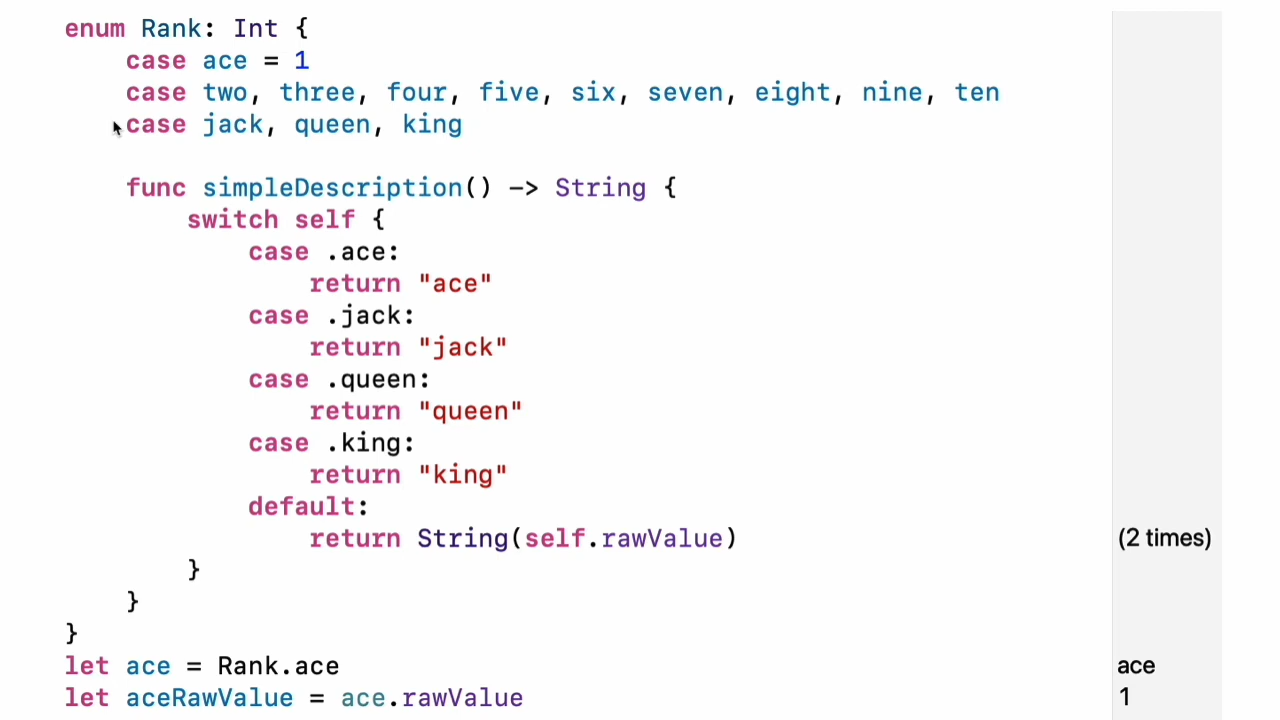 enum Rank: Int {
    case ace = 1
    case two, three, four, five, six, seven, eight, nine, ten
    case jack, queen, king
    func simpleDescription() -> String {
        switch self {
            case .ace:
                return "ace"
            case .jack:
                return "jack"
            case .queen:
                return "queen"
            case .king:
                return "king"
            default:
                return String(self.rawValue) (2 times)
        }
    }
}
let ace = Rank.ace ace
let aceRawValue = ace.rawValue 1